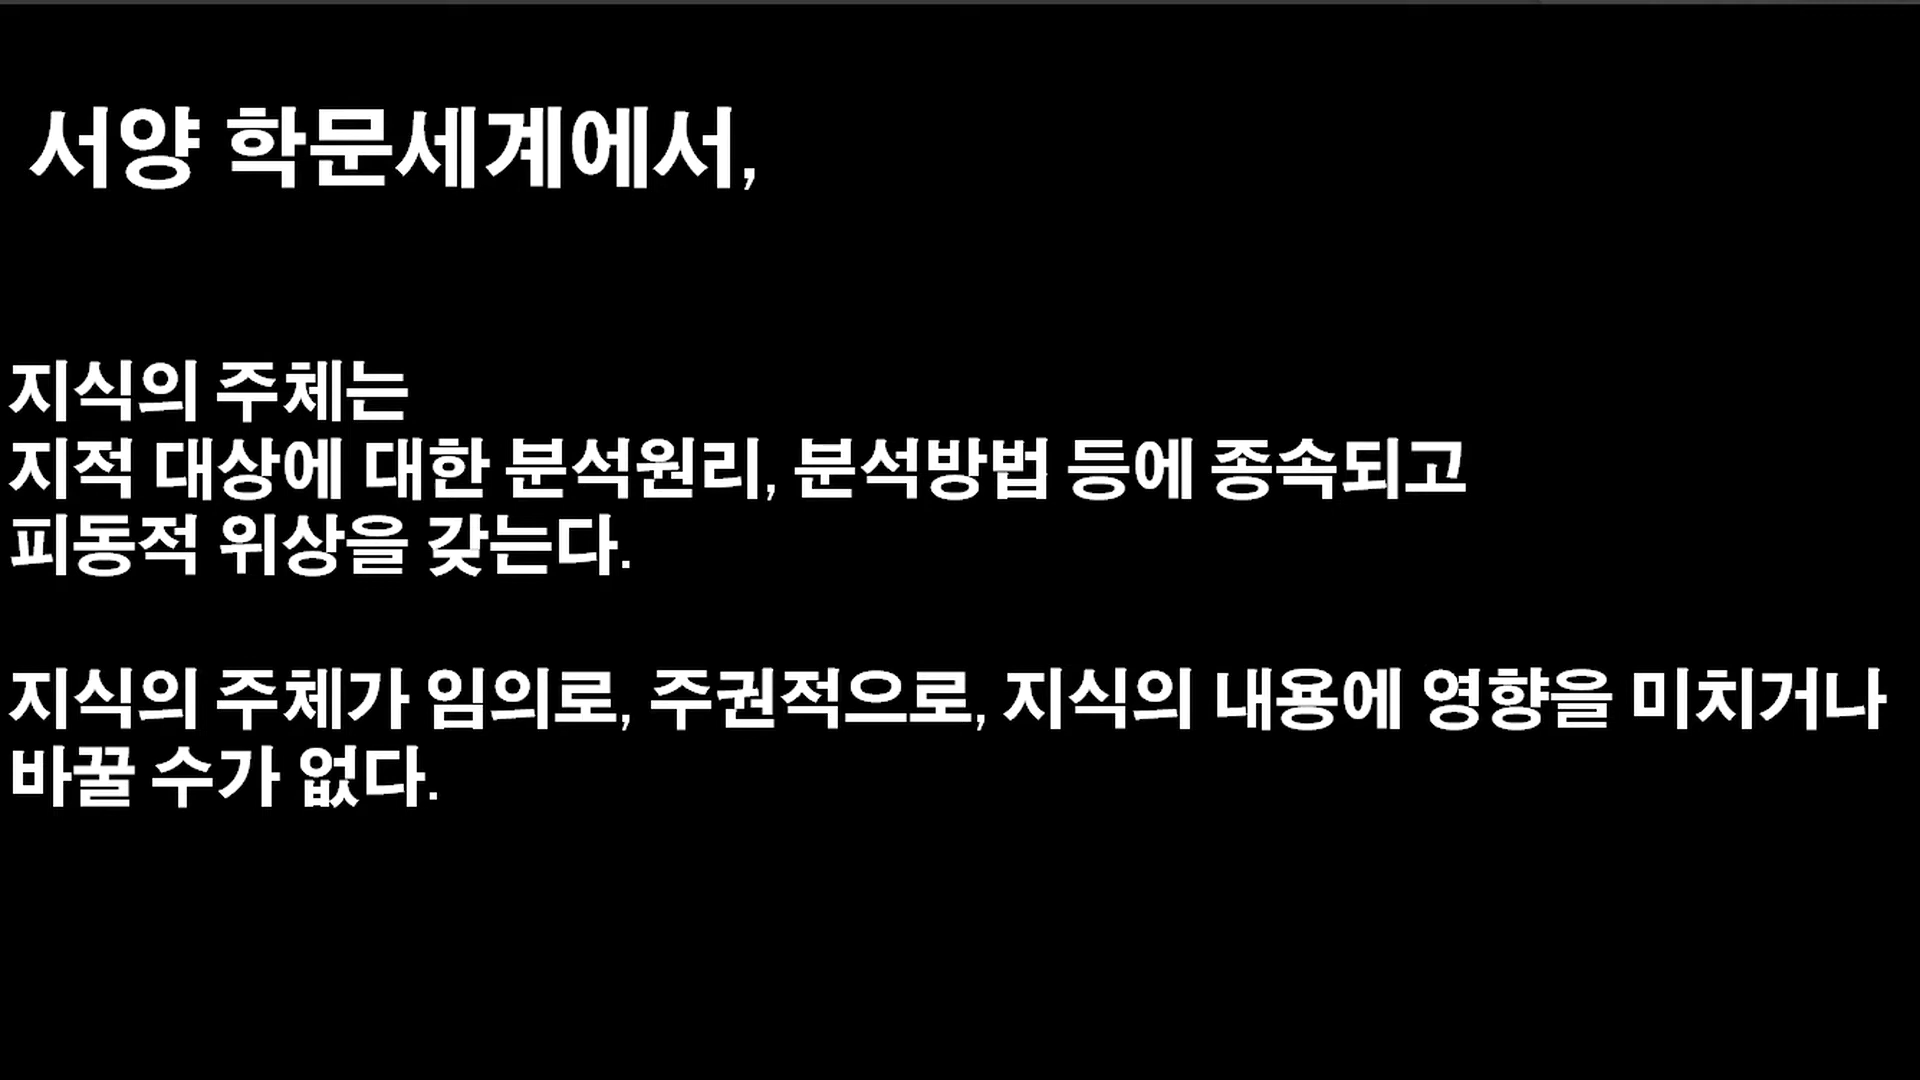 서양 학문세계에서,
지식의 주체는
지적 대상에 대한 분석원리, 분석방법 등에 종속되고
피동적 위상을 갖는다.
지식의 주체가 임의로, 주권적으로, 지식의 내용에 영향을 미치거나
바꿀 수가 없다.